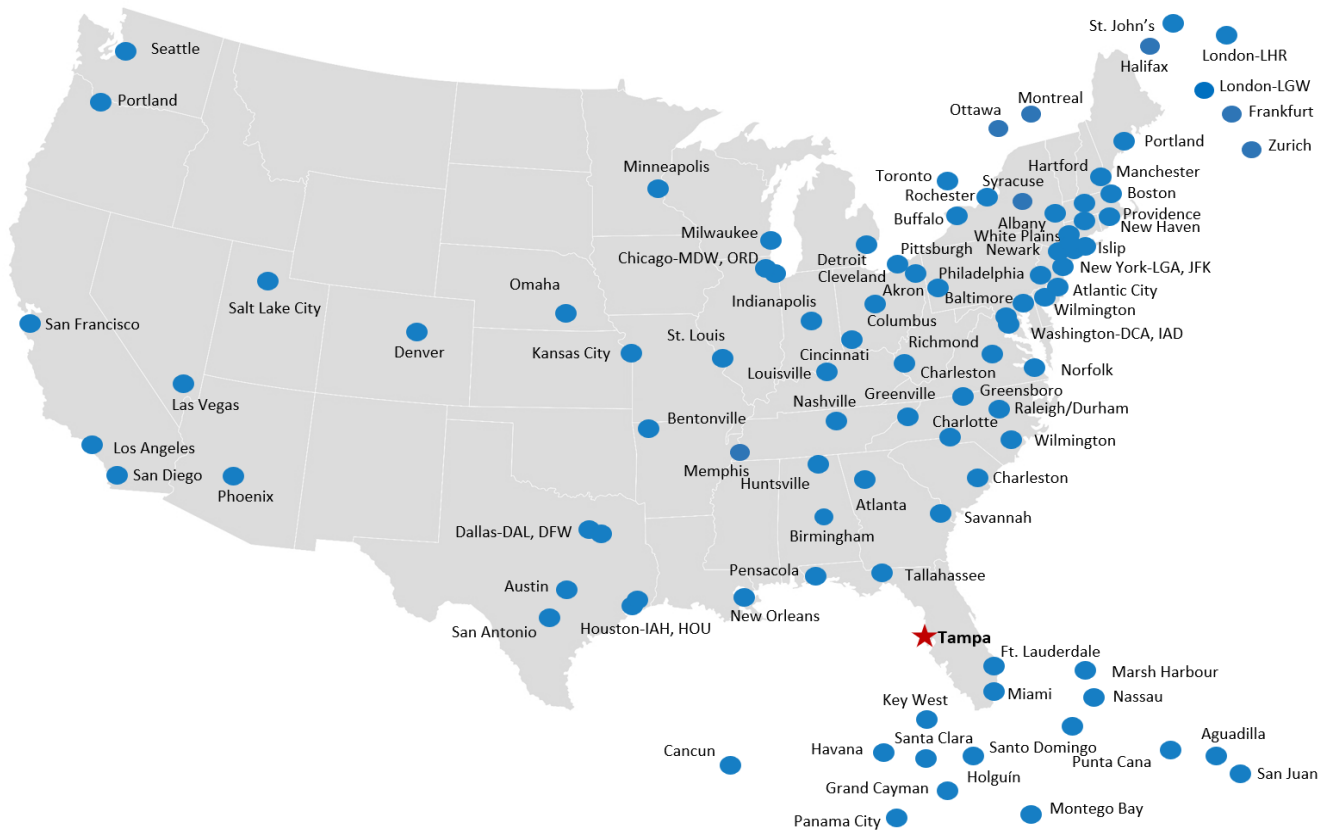 St. John's
London-LHR
Halifax
London-LGW
Frankfurt
Zurich
Montreal
Ottawa
Seattle
Portland
Portland
Hartford
Manchester
Boston
Providence
New Haven
Toronto
Syracuse
Rochester
Buffalo
Albany
White Plains
Newark
Islip
New York-LGA, JFK
Minneapolis
Milwaukee
Chicago-MDW, ORD
Detroit
Cleveland
Pittsburgh
Akron
Philadelphia
Baltimore
Atlantic City
Wilmington
Washington-DCA, IAD
Salt Lake City
San Francisco
Denver
Omaha
Kansas City
St. Louis
Indianapolis
Columbus
Cincinnati
Louisville
Richmond
Charleston
Norfolk
Las Vegas
Bentonville
Nashville
Greenville
Greensboro
Raleigh/Durham
Charlotte
Wilmington
Los Angeles
San Diego
Phoenix
Memphis
Huntsville
Atlanta
Charleston
Savannah
Birmingham
Dallas-DAL, DFW
Austin
San Antonio
Houston-IAH, HOU
New Orleans
Pensacola
Tallahassee
Tampa
Ft. Lauderdale
Miami
Marsh Harbour
Nassau
Key West
Cancun
Havana
Santa Clara
Holguín
Santo Domingo
Punta Cana
Aguadilla
San Juan
Grand Cayman
Panama City
Montego Bay